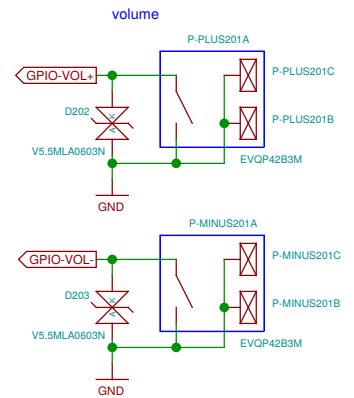 volume
P-PLUS201A
GPIO-VOL+
P-PLUS201C
D202
A K
P-PLUS201B
V5.5MLA0603N
EVQP42B3M
GND
P-MINUS201A
GPIO-VOL-
P-MINUS201C
D203
A K
P-MINUS201B
V5.5MLA0603N
EVQP42B3M
GND